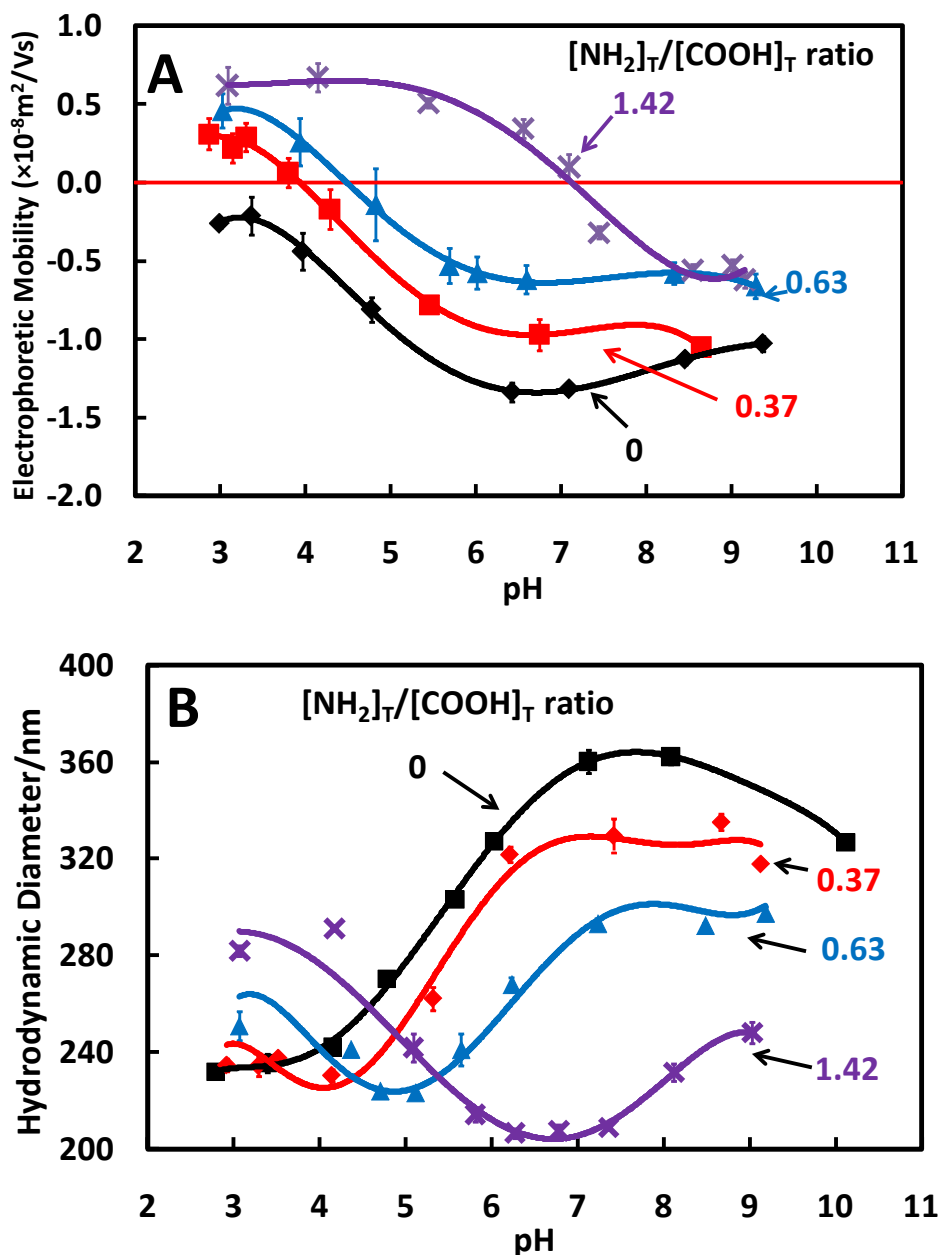 A
[NH₂]T/[COOH]T ratio
1.42
0.63
0.37
0
Electrophoretic Mobility (×10⁻⁸m²/Vs)
1.0
0.5
0.0
-0.5
-1.0
-1.5
-2.0
2 3 4 5 6 7 8 9 10 11
pH
B
[NH₂]T/[COOH]T ratio
0
0.37
0.63
1.42
Hydrodynamic Diameter/nm
400
360
320
280
240
200
2 3 4 5 6 7 8 9 10 11
pH